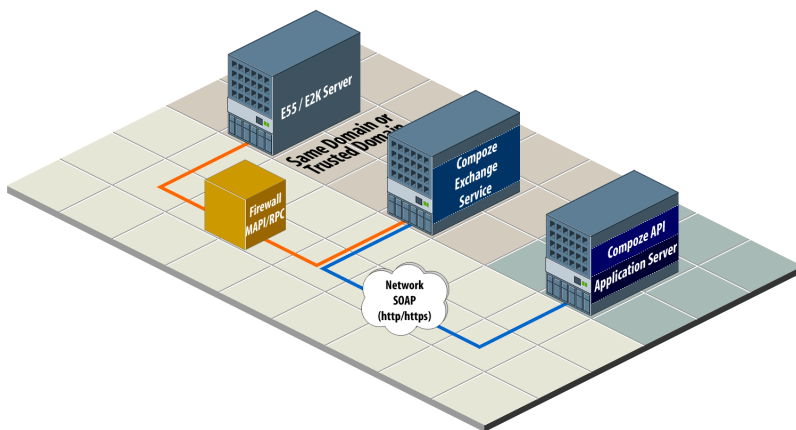 E55 / E2K Server
Same Domain or
Trusted Domain
Compoze
Exchange
Service
Firewall
MAPI/RPC
Compoze API
Application Server
Network
SOAP
(http/https)